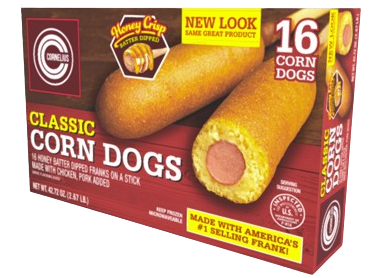 CORNELIUS
Honey Crisp
BATTER DIPPED
NEW LOOK
SAME GREAT PRODUCT
16
CORN
DOGS
CLASSIC
CORN DOGS
16 HONEY BATTER DIPPED FRANKS ON A STICK
MADE WITH CHICKEN, PORK ADDED
NET WT. 42.72 OZ. (2.67 LB.)
KEEP FROZEN
MICROWAVEABLE
SERVING
SUGGESTION
INSPECTED
U.S.
MADE WITH AMERICA'S
#1 SELLING FRANK!
CLASSIC
CORN DOGS